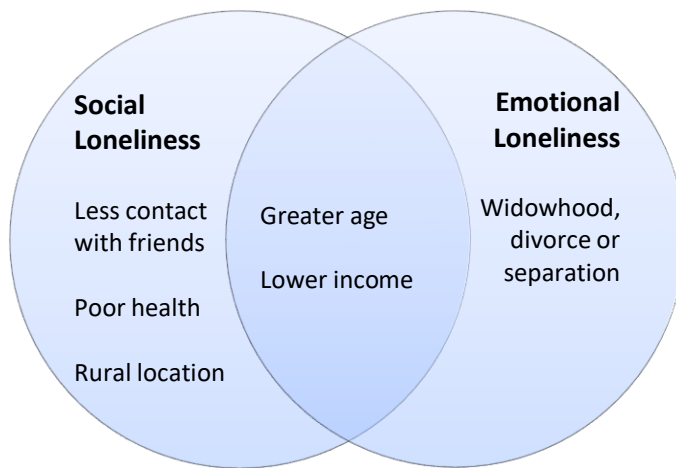 Social
Loneliness
Less contact
with friends
Poor health
Rural location
Greater age
Lower income
Emotional
Loneliness
Widowhood,
divorce or
separation